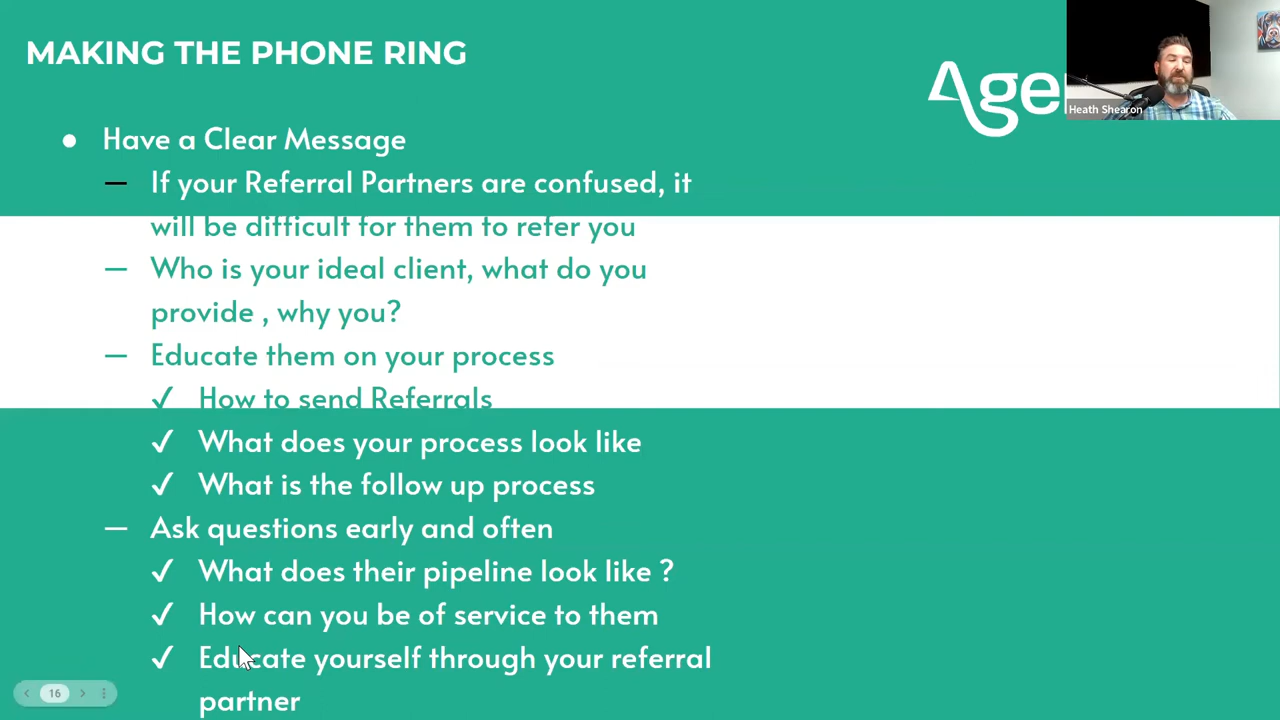 MAKING THE PHONE RING
Age
Heath Shearon
● Have a Clear Message
— If your Referral Partners are confused, it
will be difficult for them to refer you
— Who is your ideal client, what do you
provide , why you?
— Educate them on your process
✓ How to send Referrals
✓ What does your process look like
✓ What is the follow up process
— Ask questions early and often
✓ What does their pipeline look like ?
✓ How can you be of service to them
✓ Educate yourself through your referral
partner
16